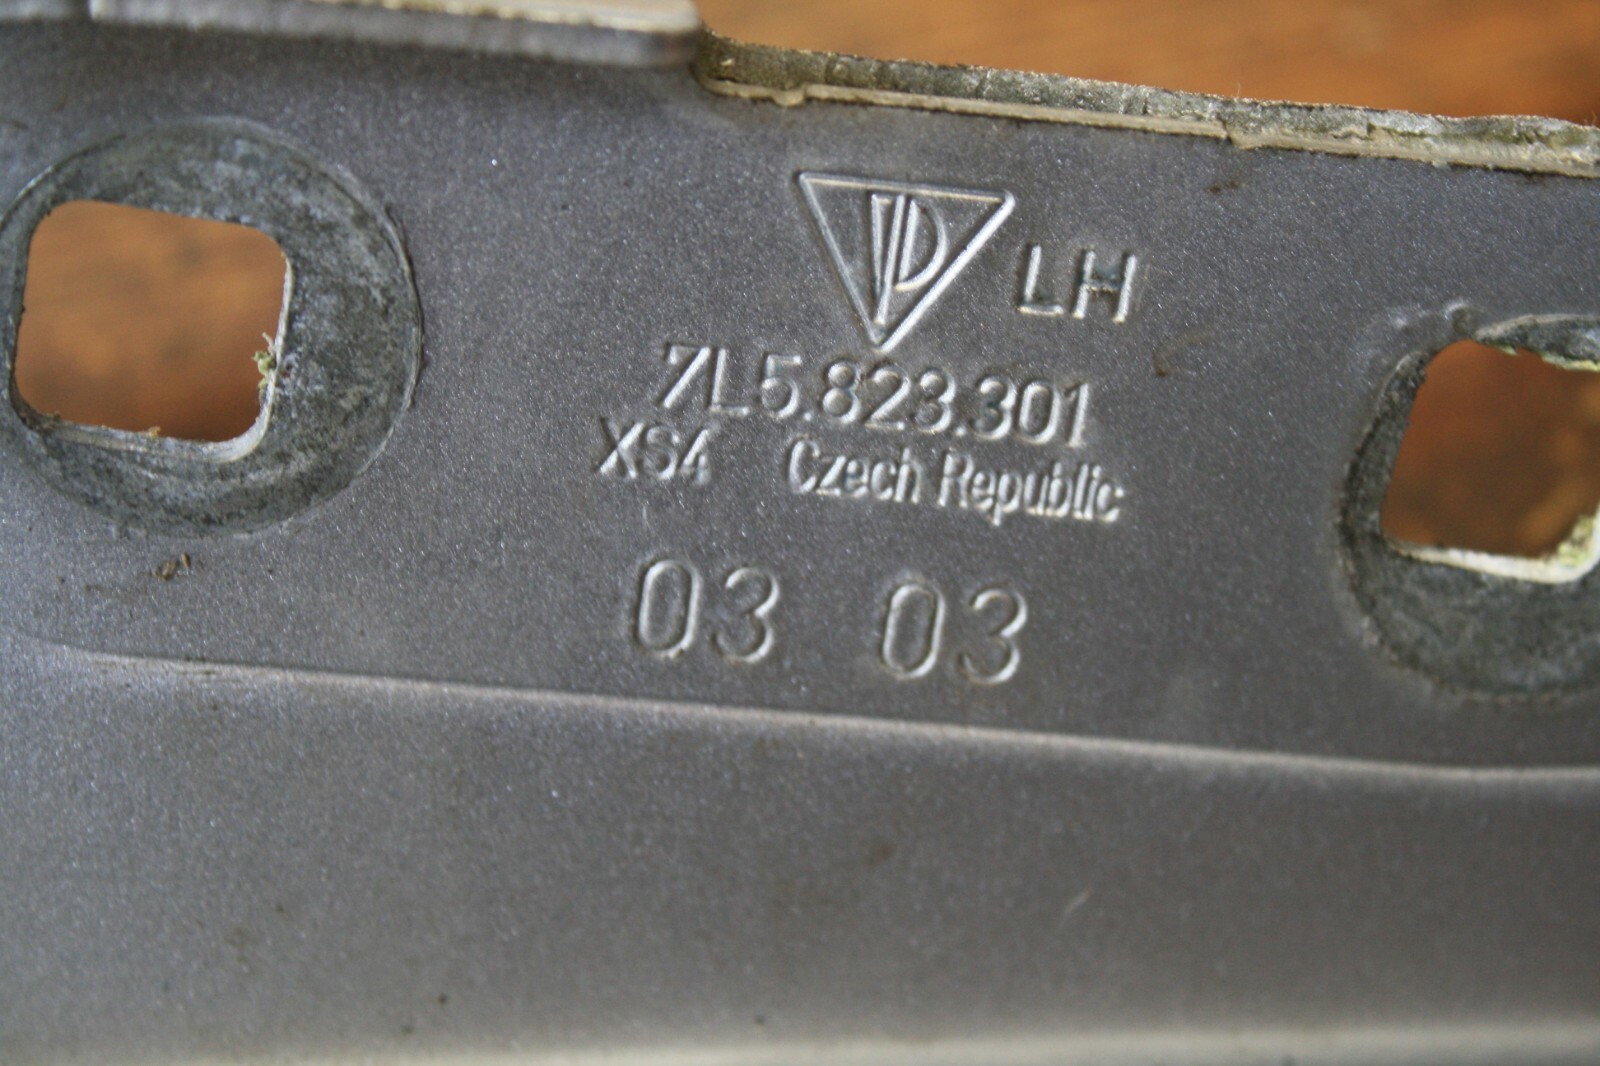 LH
7L5.823.301
XS4 Czech Republic
03 03